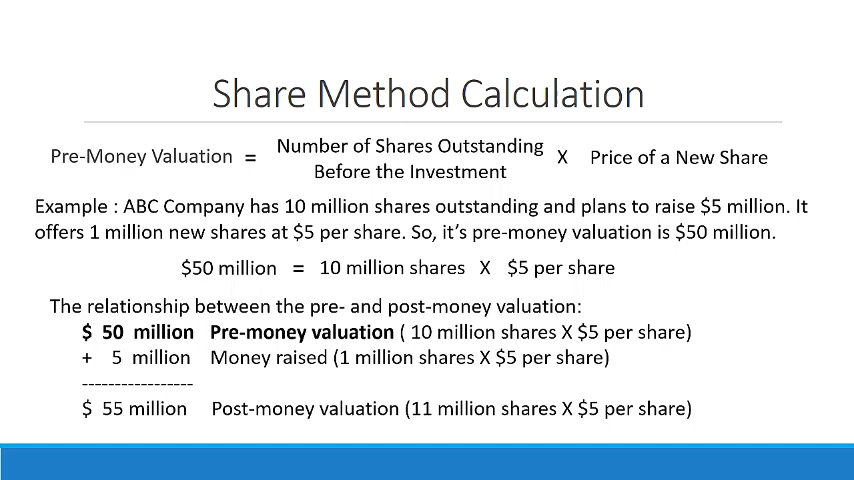 Share Method Calculation
Pre-Money Valuation = Number of Shares Outstanding Before the Investment X Price of a New Share
Example : ABC Company has 10 million shares outstanding and plans to raise $5 million. It
offers 1 million new shares at $5 per share. So, it’s pre-money valuation is $50 million.
$50 million = 10 million shares X $5 per share
The relationship between the pre- and post-money valuation:
$ 50 million Pre-money valuation ( 10 million shares X $5 per share)
+ 5 million Money raised (1 million shares X $5 per share)
-----------------
$ 55 million Post-money valuation (11 million shares X $5 per share)